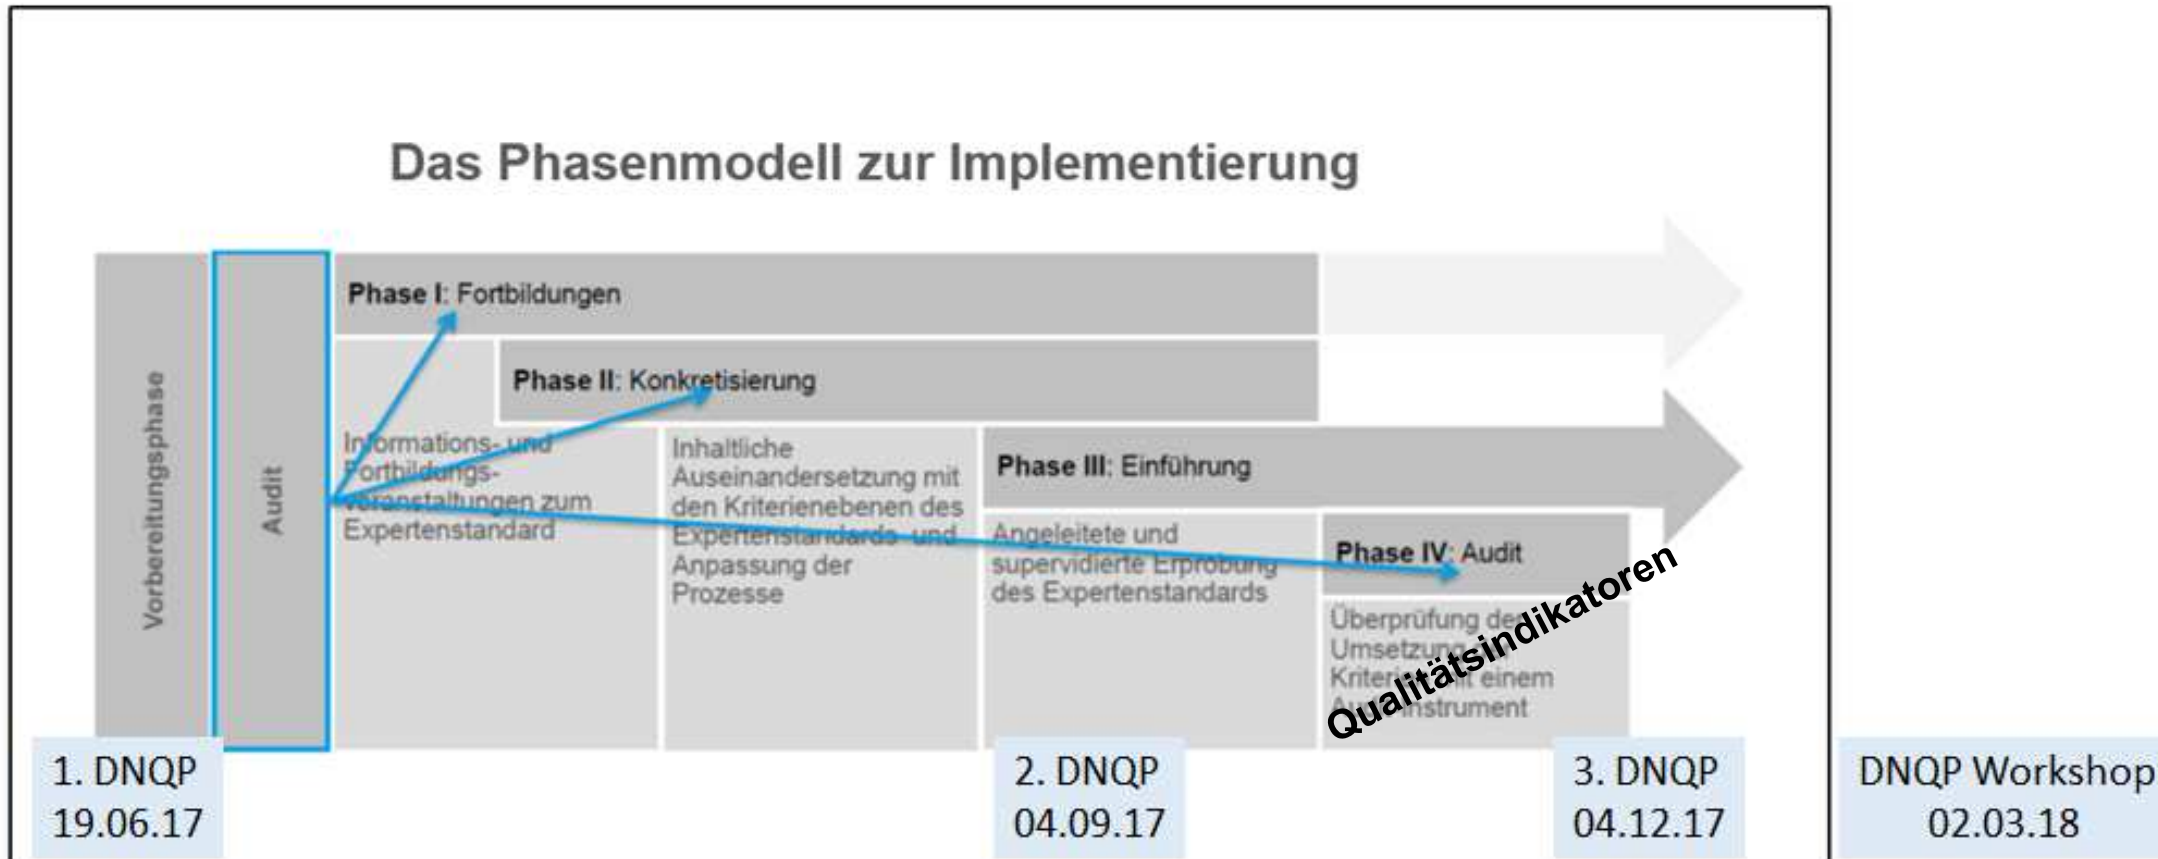 Das Phasenmodell zur Implementierung
Vorbereitungsphase
Audit
Phase I: Fortbildungen
Phase II: Konkretisierung
Informations- und
Fortbildungs-
veranstaltungen zum
Expertenstandard
Inhaltliche
Auseinandersetzung mit
den Kriterienebenen des
Expertenstandards und
Anpassung der
Prozesse
Phase III: Einführung
Angeleitete und
supervidierte Erprobung
des Expertenstandards
Phase IV: Audit
Überprüfung der
Umsetzung
Kriterien mit einem
Audit-Instrument
Qualitätsindikatoren
1. DNQP
19.06.17
2. DNQP
04.09.17
3. DNQP
04.12.17
DNQP Workshop
02.03.18